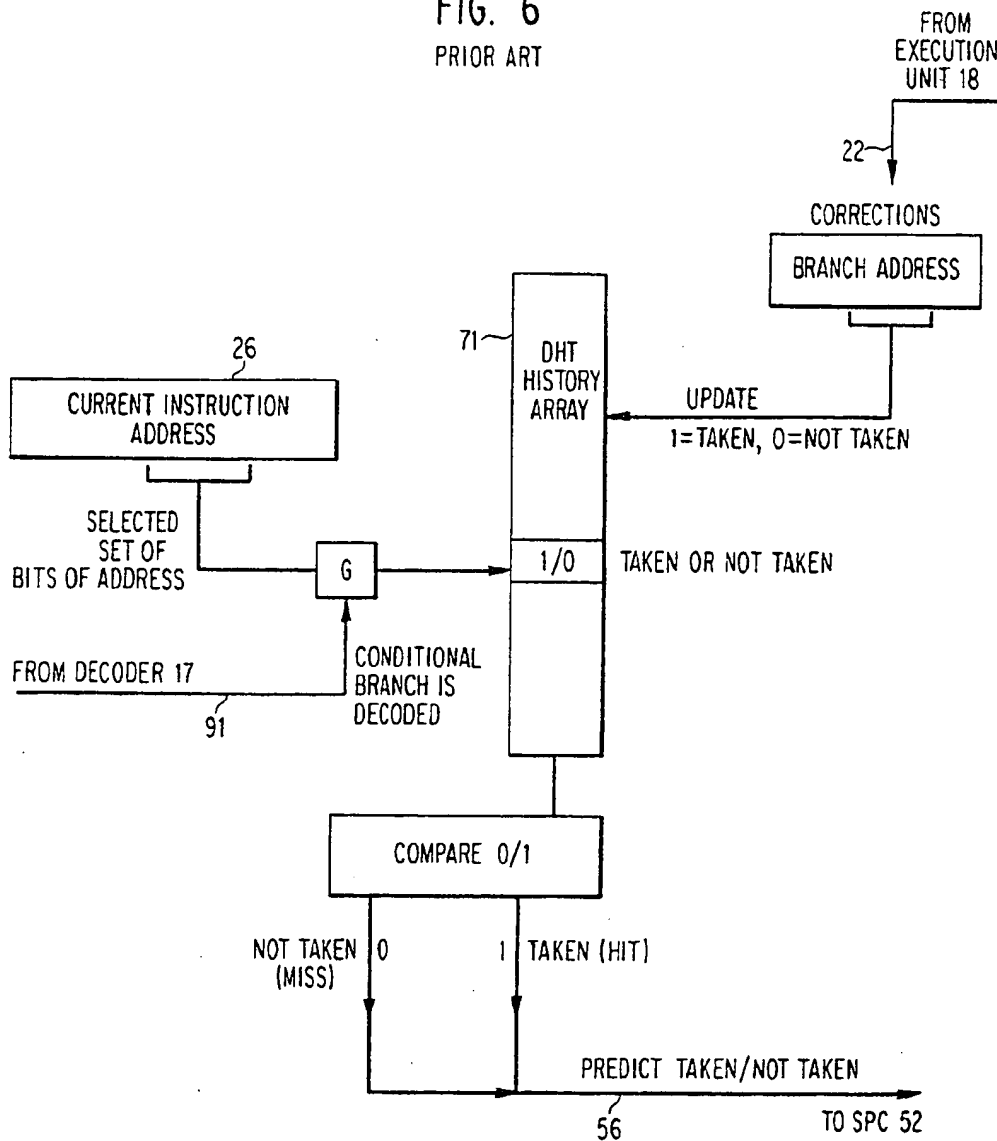 FIG. 6
PRIOR ART
FROM
EXECUTION
UNIT 18
22
CORRECTIONS
BRANCH ADDRESS
71
DHT
HISTORY
ARRAY
26
CURRENT INSTRUCTION
ADDRESS
UPDATE
1=TAKEN, 0=NOT TAKEN
SELECTED
SET OF
BITS OF ADDRESS
G
1/0
TAKEN OR NOT TAKEN
FROM DECODER 17
91
CONDITIONAL
BRANCH IS
DECODED
COMPARE 0/1
NOT TAKEN
(MISS)
0
1
TAKEN (HIT)
PREDICT TAKEN/NOT TAKEN
56
TO SPC 52